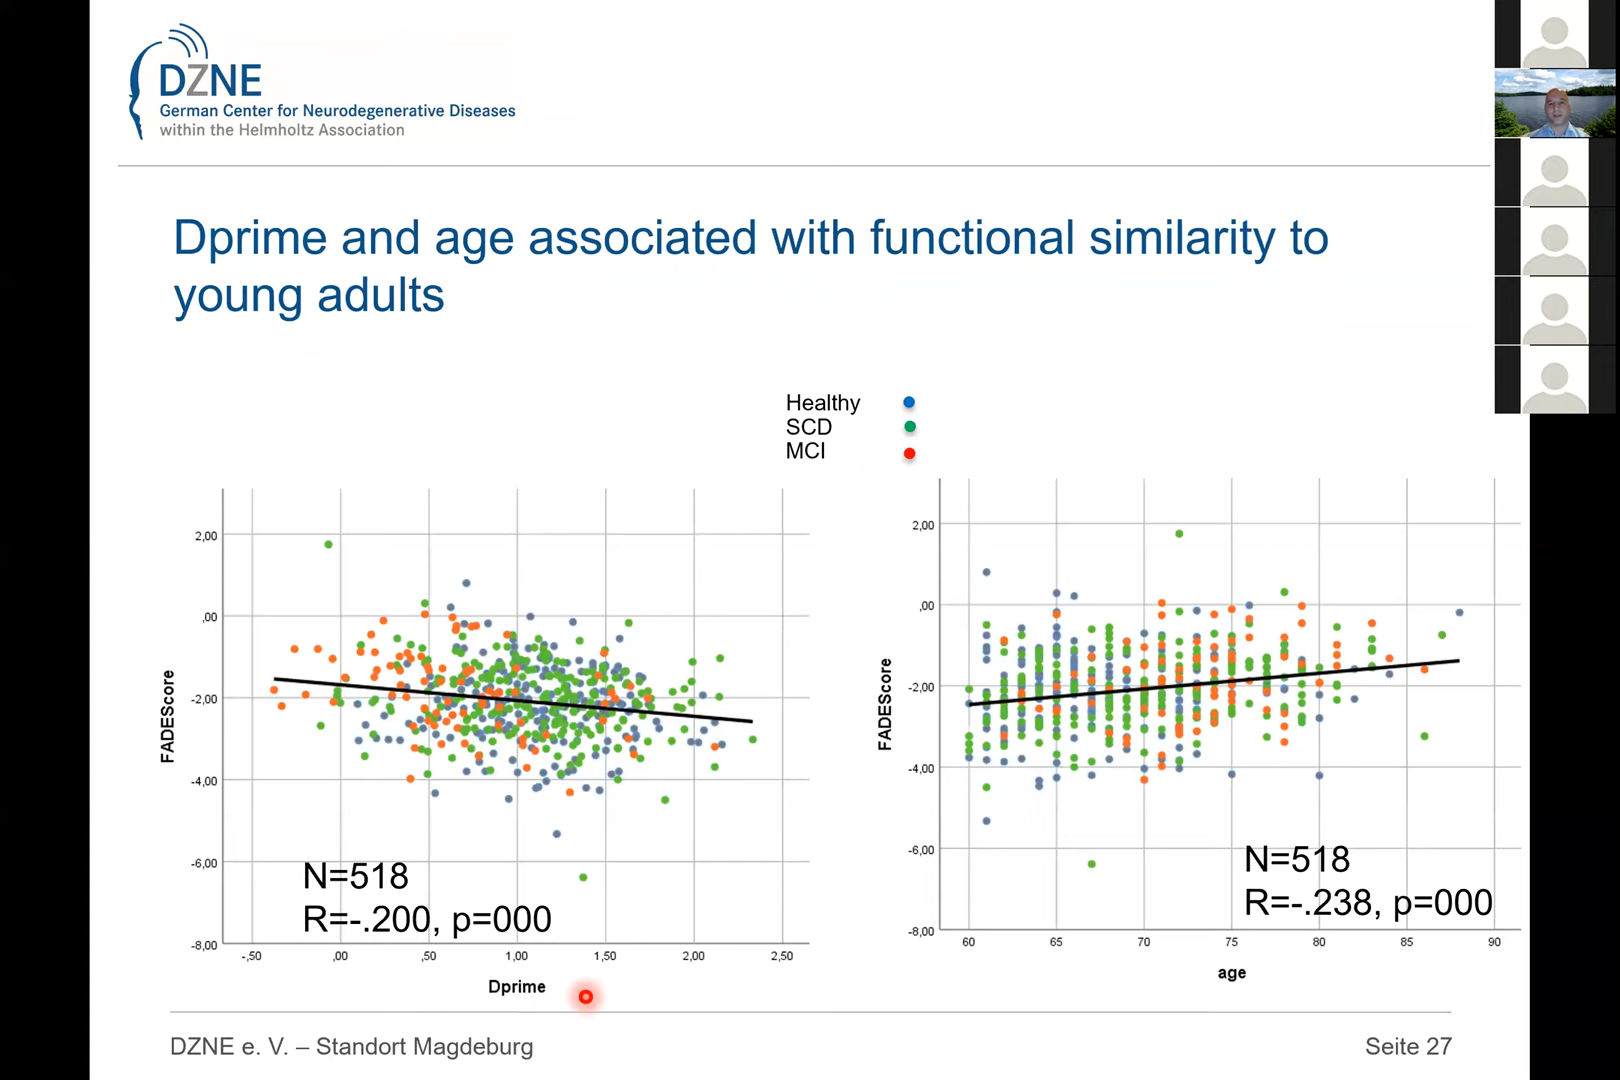 DZNE
German Center for Neurodegenerative Diseases
within the Helmholtz Association
Dprime and age associated with functional similarity to
young adults
Healthy
SCD
MCI
2,00
,00
-2,00
-4,00
-6,00
-8,00
FADEScore
N=518
R=-.200, p=000
-,50
,00
,50
1,00
1,50
2,00
2,50
Dprime
2,00
,00
-2,00
-4,00
-6,00
-8,00
FADEScore
N=518
R=-.238, p=000
60
65
70
75
80
85
90
age
DZNE e. V. – Standort Magdeburg
Seite 27